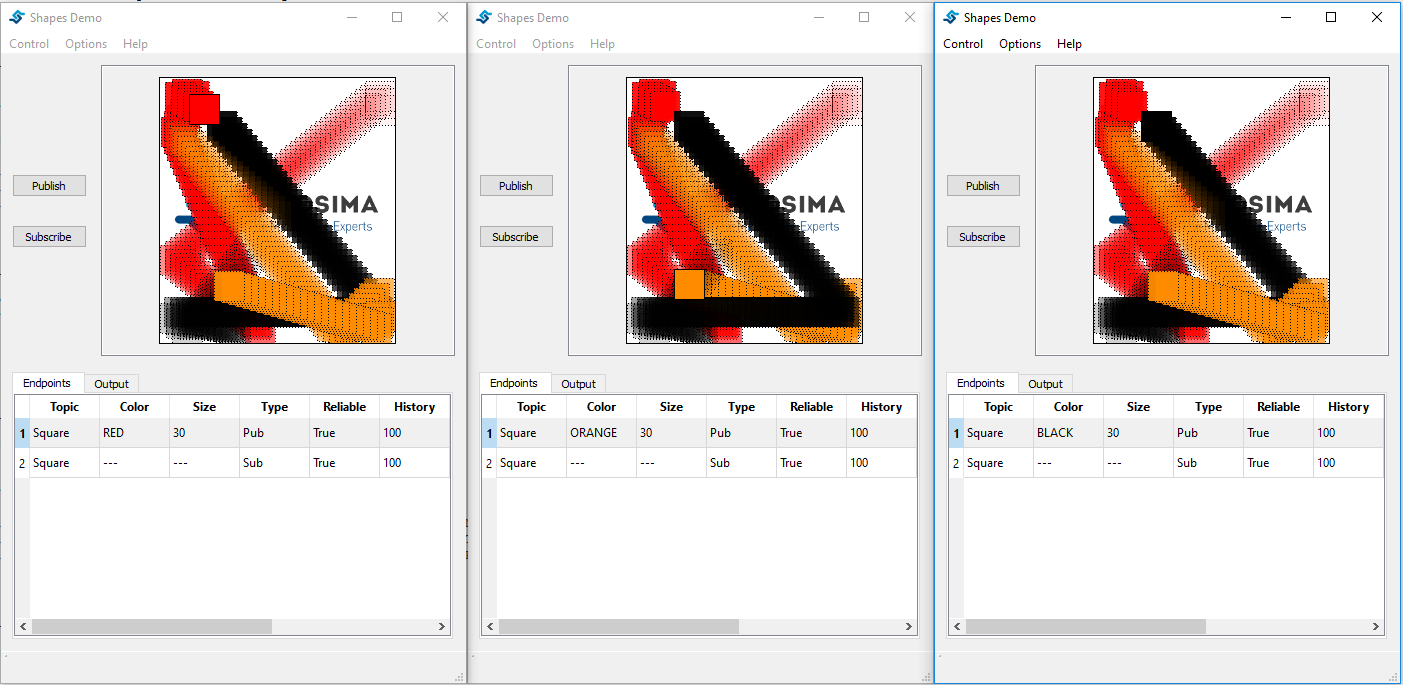 Shapes Demo
Control Options Help
Publish
Subscribe
SIMA
Experts
Endpoints Output
Topic Color Size Type Reliable History
1 Square RED 30 Pub True 100
2 Square --- --- Sub True 100
Shapes Demo
Control Options Help
Publish
Subscribe
SIMA
Experts
Endpoints Output
Topic Color Size Type Reliable History
1 Square ORANGE 30 Pub True 100
2 Square --- --- Sub True 100
Shapes Demo
Control Options Help
Publish
Subscribe
SIMA
Experts
Endpoints Output
Topic Color Size Type Reliable History
1 Square BLACK 30 Pub True 100
2 Square --- --- Sub True 100